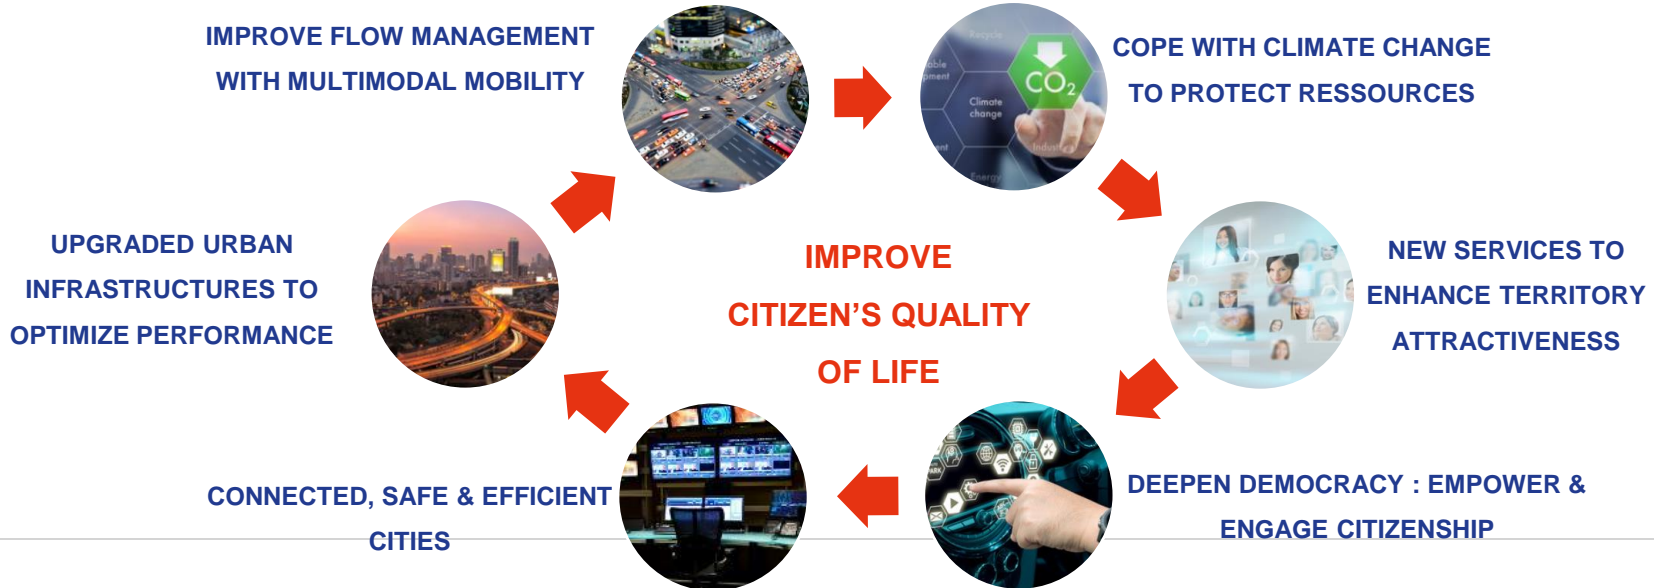 IMPROVE FLOW MANAGEMENT
WITH MULTIMODAL MOBILITY
Recycle
Climate
change
CO2
Industry
Energy
COPE WITH CLIMATE CHANGE
TO PROTECT RESSOURCES
UPGRADED URBAN
INFRASTRUCTURES TO
OPTIMIZE PERFORMANCE
IMPROVE
CITIZEN’S QUALITY
OF LIFE
NEW SERVICES TO
ENHANCE TERRITORY
ATTRACTIVENESS
CONNECTED, SAFE & EFFICIENT
CITIES
PARK
DEEPEN DEMOCRACY : EMPOWER &
ENGAGE CITIZENSHIP